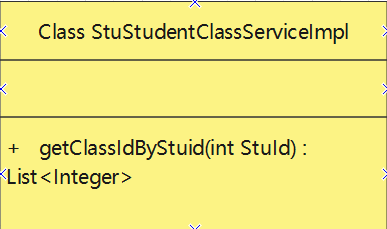 Class StuStudentClassServiceImpl
+ getClassIdByStuid(int StuId) :
List<Integer>